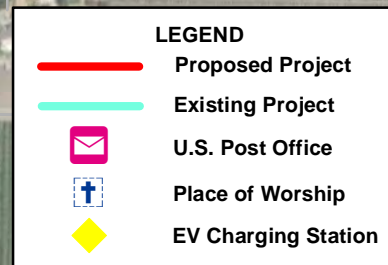 LEGEND
Proposed Project
Existing Project
U.S. Post Office
Place of Worship
EV Charging Station